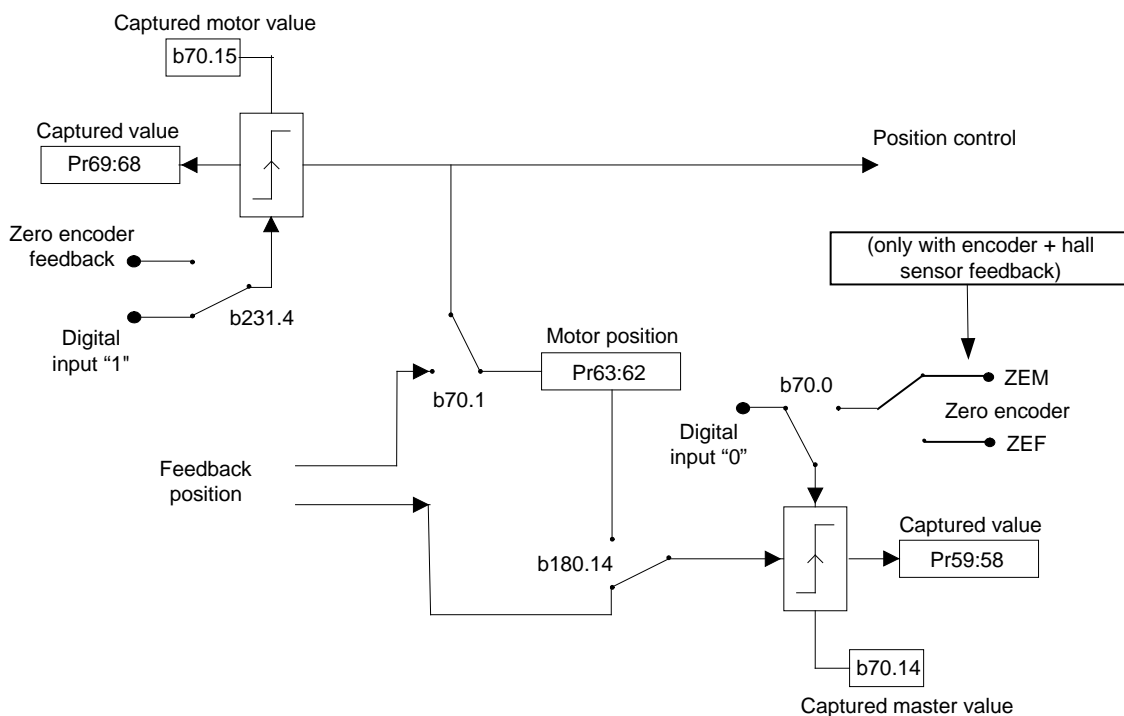 Captured motor value
b70.15
Captured value
Pr69:68
Position control
Zero encoder
feedback
(only with encoder + hall
sensor feedback)
b231.4
Digital
input “1"
Motor position
Pr63:62
b70.1
b70.0
ZEM
Zero encoder
ZEF
Digital
input “0”
Feedback
position
Captured value
Pr59:58
b180.14
b70.14
Captured master value